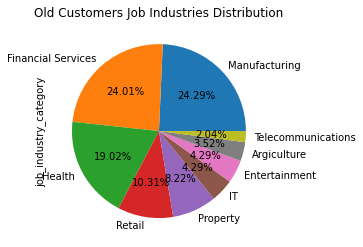 Old Customers Job Industries Distribution
Financial Services
Manufacturing
24.01%
24.29%
job_industry_category
2.04%
Telecommunications
3.52%
Argiculture
19.02%
4.29%
Entertainment
Health
4.29%
10.31%
8.22%
IT
Property
Retail